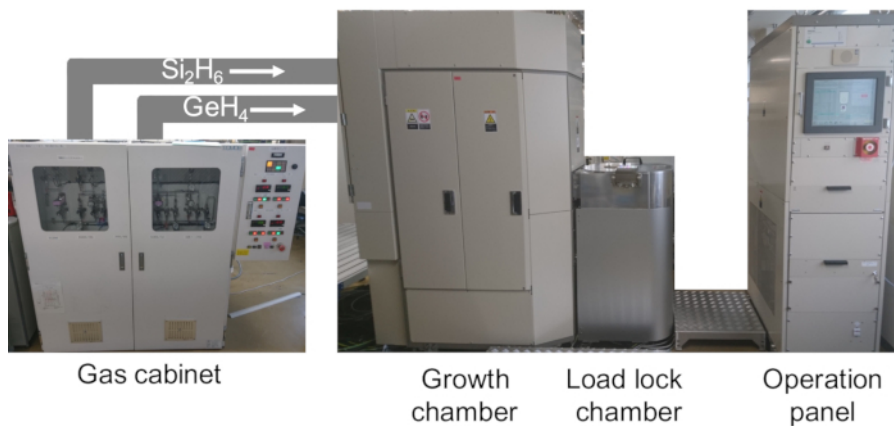 Si₂H₆
GeH₄
Gas cabinet
Growth
chamber
Load lock
chamber
Operation
panel